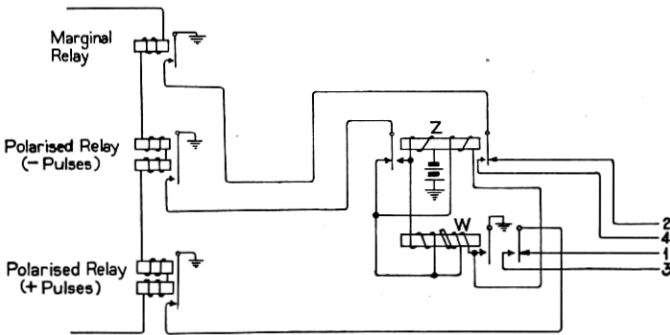 Marginal
Relay
Polarised Relay
(- Pulses)
Z
W
Polarised Relay
(+ Pulses)
2
4
1
3